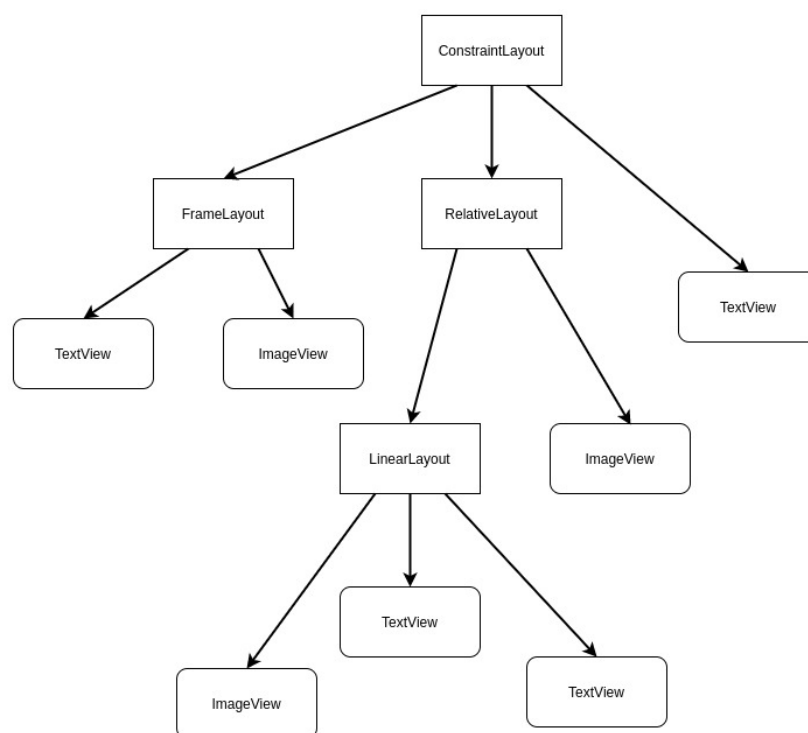 ConstraintLayout
FrameLayout
RelativeLayout
TextView
TextView
ImageView
LinearLayout
ImageView
TextView
ImageView
TextView